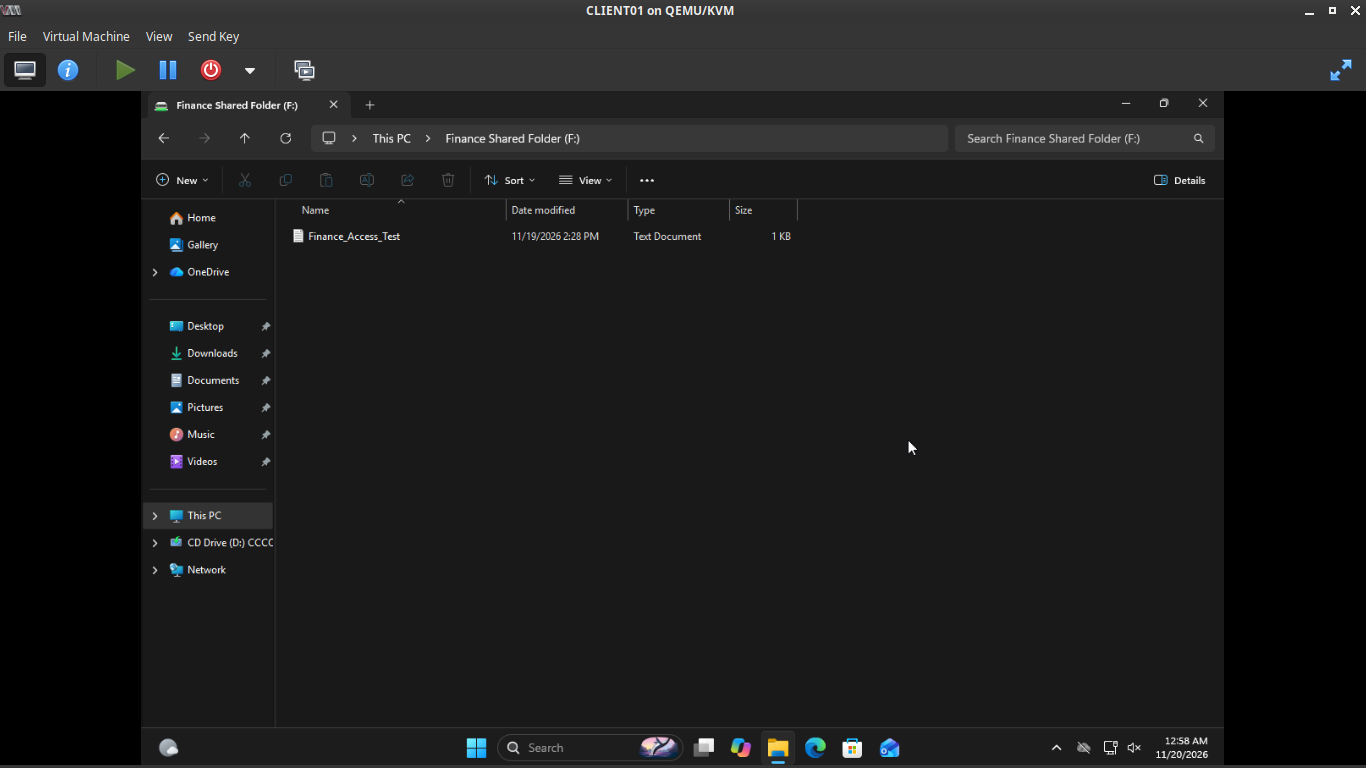 CLIENT01 on QEMU/KVM
File Virtual Machine View Send Key
Finance Shared Folder (F:)
This PC Finance Shared Folder (F:) Search Finance Shared Folder (F:)
New Sort View Details
Name Date modified Type Size
Finance_Access_Test 11/19/2026 2:28 PM Text Document 1 KB
Home
Gallery
OneDrive
Desktop
Downloads
Documents
Pictures
Music
Videos
This PC
CD Drive (D:) CCCC
Network
Search
12:58 AM
11/20/2026